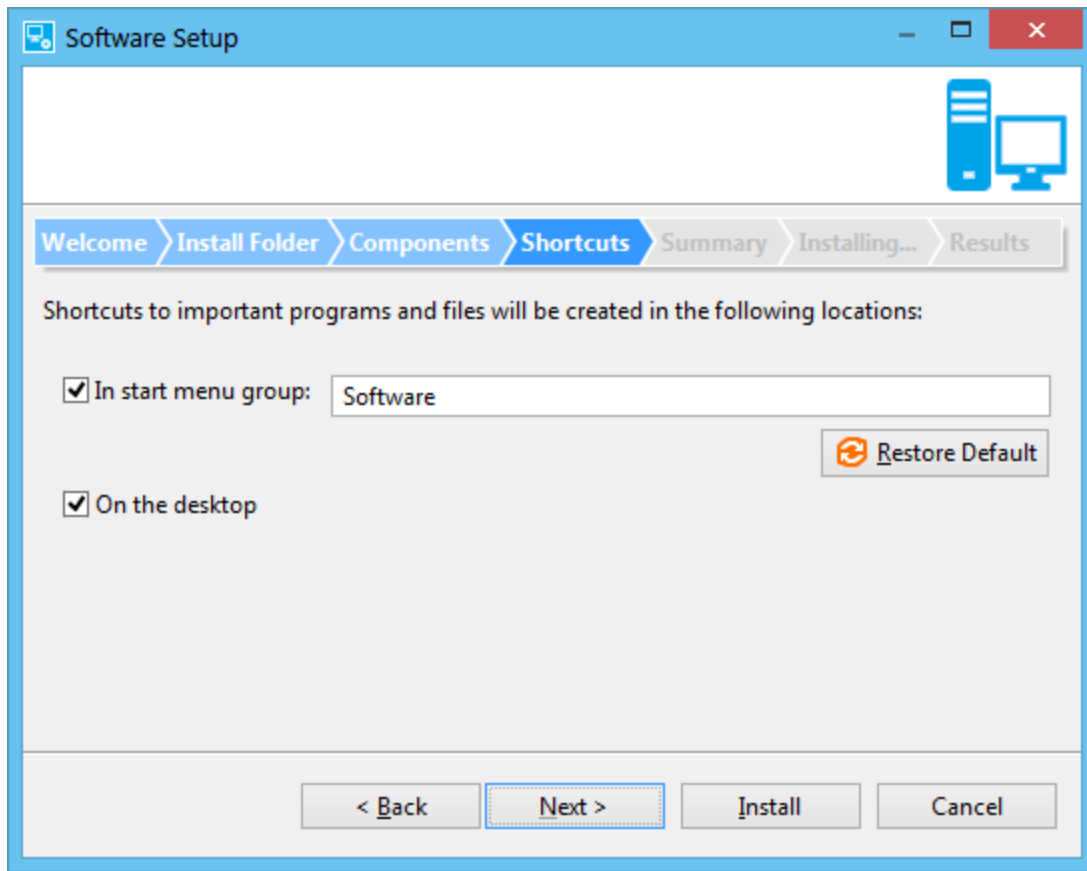 Software Setup
Welcome Install Folder Components Shortcuts Summary Installing... Results
Shortcuts to important programs and files will be created in the following locations:
In start menu group: Software
Restore Default
On the desktop
< Back Next > Install Cancel